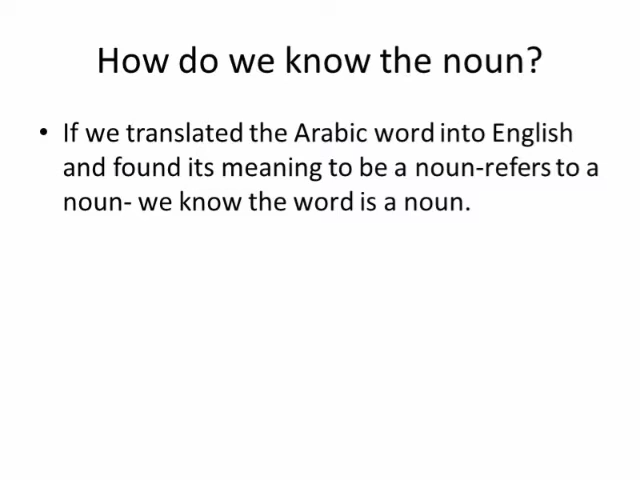 How do we know the noun?
• If we translated the Arabic word into English
and found its meaning to be a noun-refers to a
noun- we know the word is a noun.